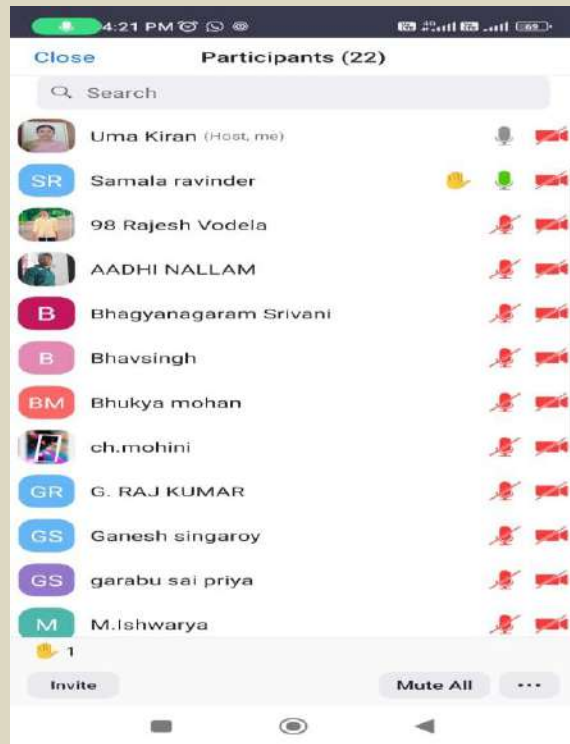 4:21 PM
Close Participants (22)
Search
Uma Kiran (Host, me)
SR Samala ravinder
98 Rajesh Vodela
AADHI NALLAM
B Bhagyanagaram Srivani
B Bhavsingh
BM Bhukya mohan
ch.mohini
GR G. RAJ KUMAR
GS Ganesh singaroy
GS garabu sai priya
M M.Ishwarya
1
Invite Mute All ...